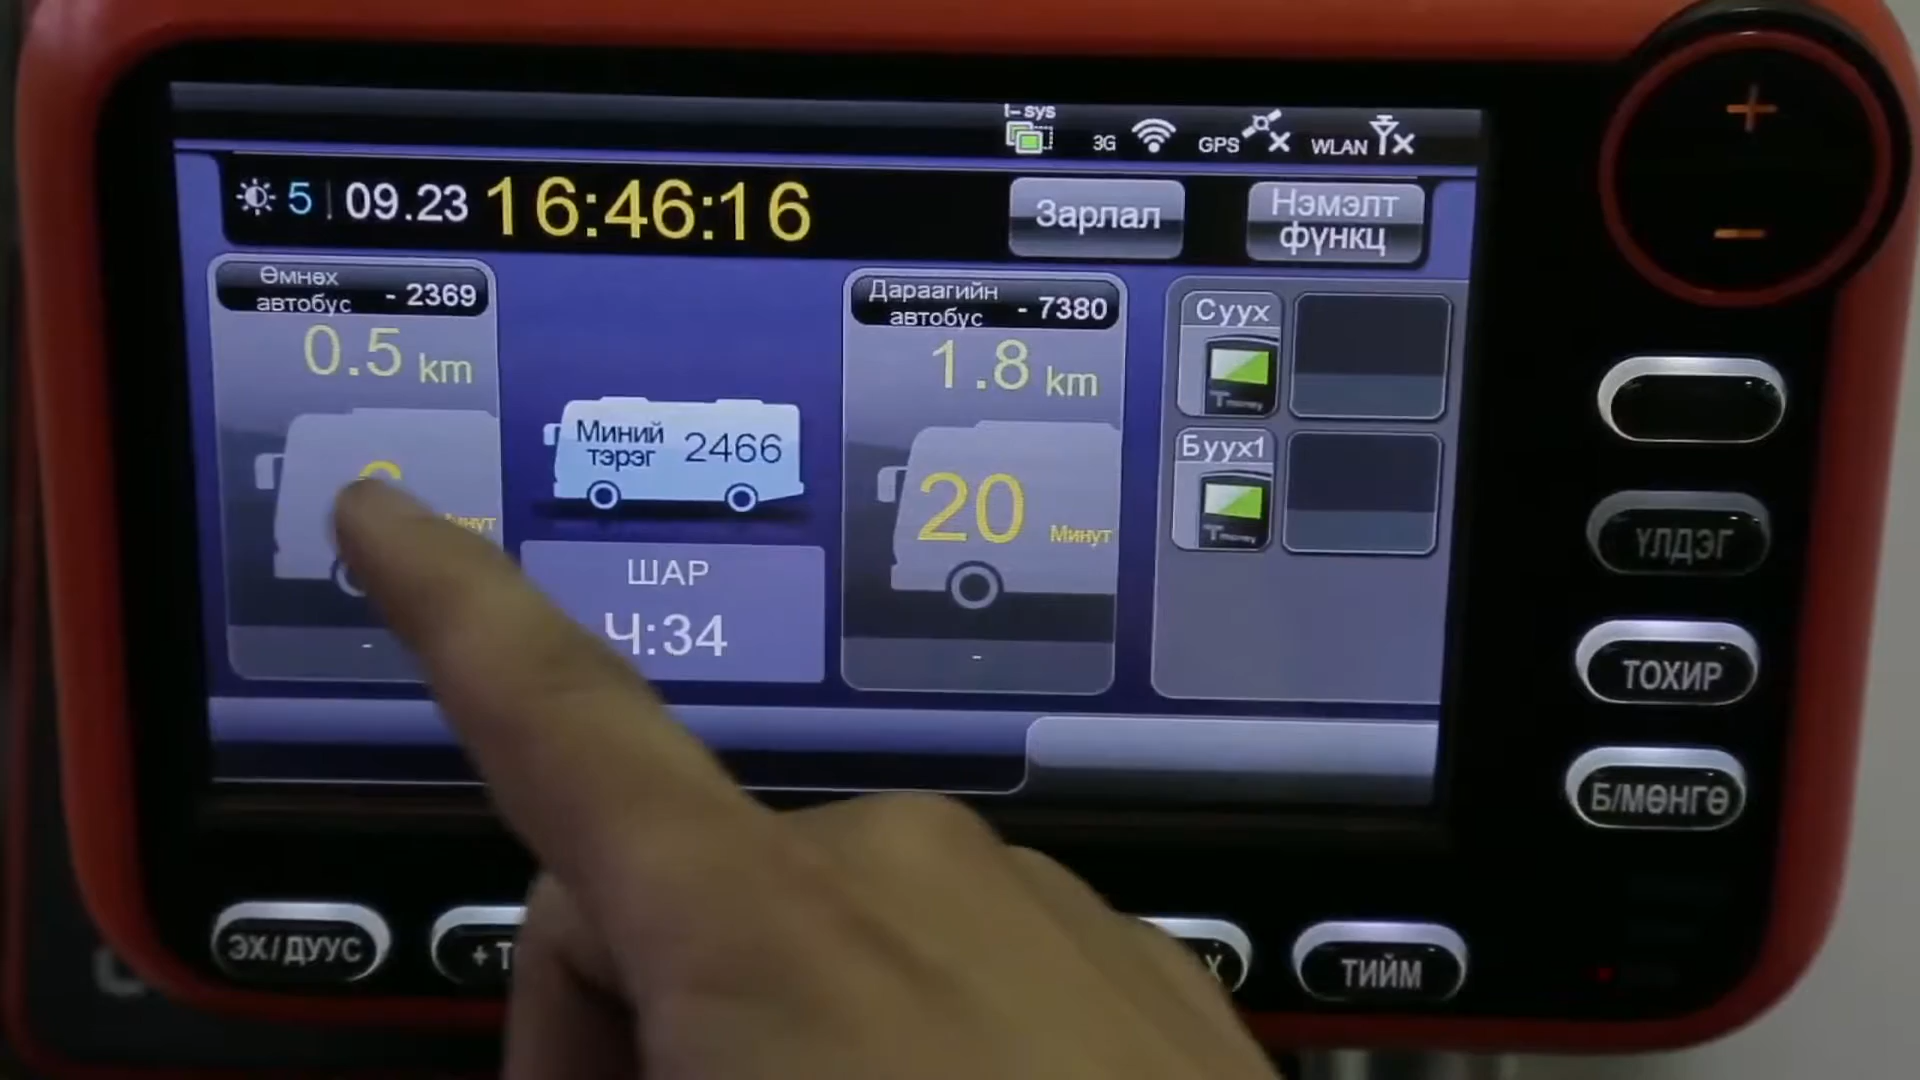 I-sys
3G GPS WLAN
5 09.23 16:46:16
Зарлал
Нэмэлт
функц
Өмнөх
автобус - 2369
0.5 km
Миний
тэрэг 2466
ШАР
Ч:34
Дараагийн
автобус - 7380
1.8 km
20 Минут
-
-
Суух
Tmoney
Буух1
Tmoney
+
−
ҮЛДЭГ
ТОХИР
Б/МӨНГӨ
ЭХ/ДУУС
ТИЙМ